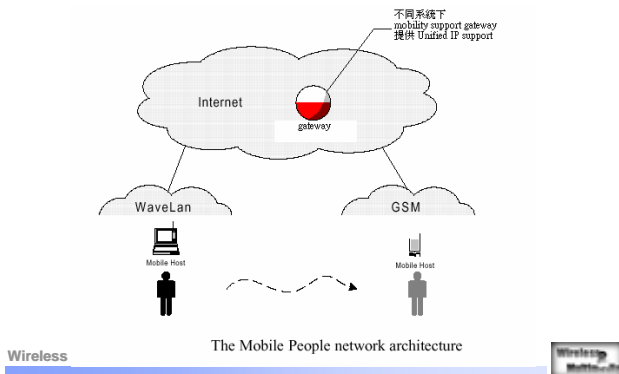 不同系統下
mobility support gateway
提供 Unified IP support
Internet
gateway
WaveLan
GSM
Mobile Host
Mobile Host
The Mobile People network architecture
Wireless
Wireless